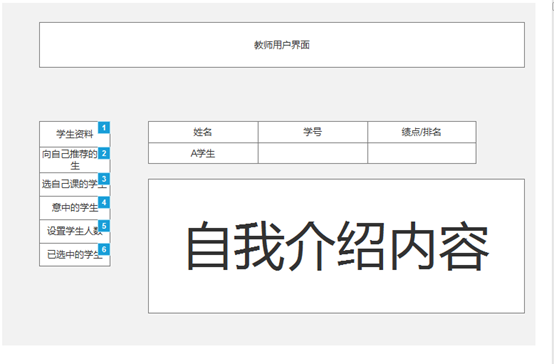 教师用户界面
学生资料 1
向自己推荐的 2
生
选自己课的学生 3
意中的学生 4
设置学生人数 5
已选中的学生 6
姓名 学号 绩点/排名
A学生
自我介绍内容